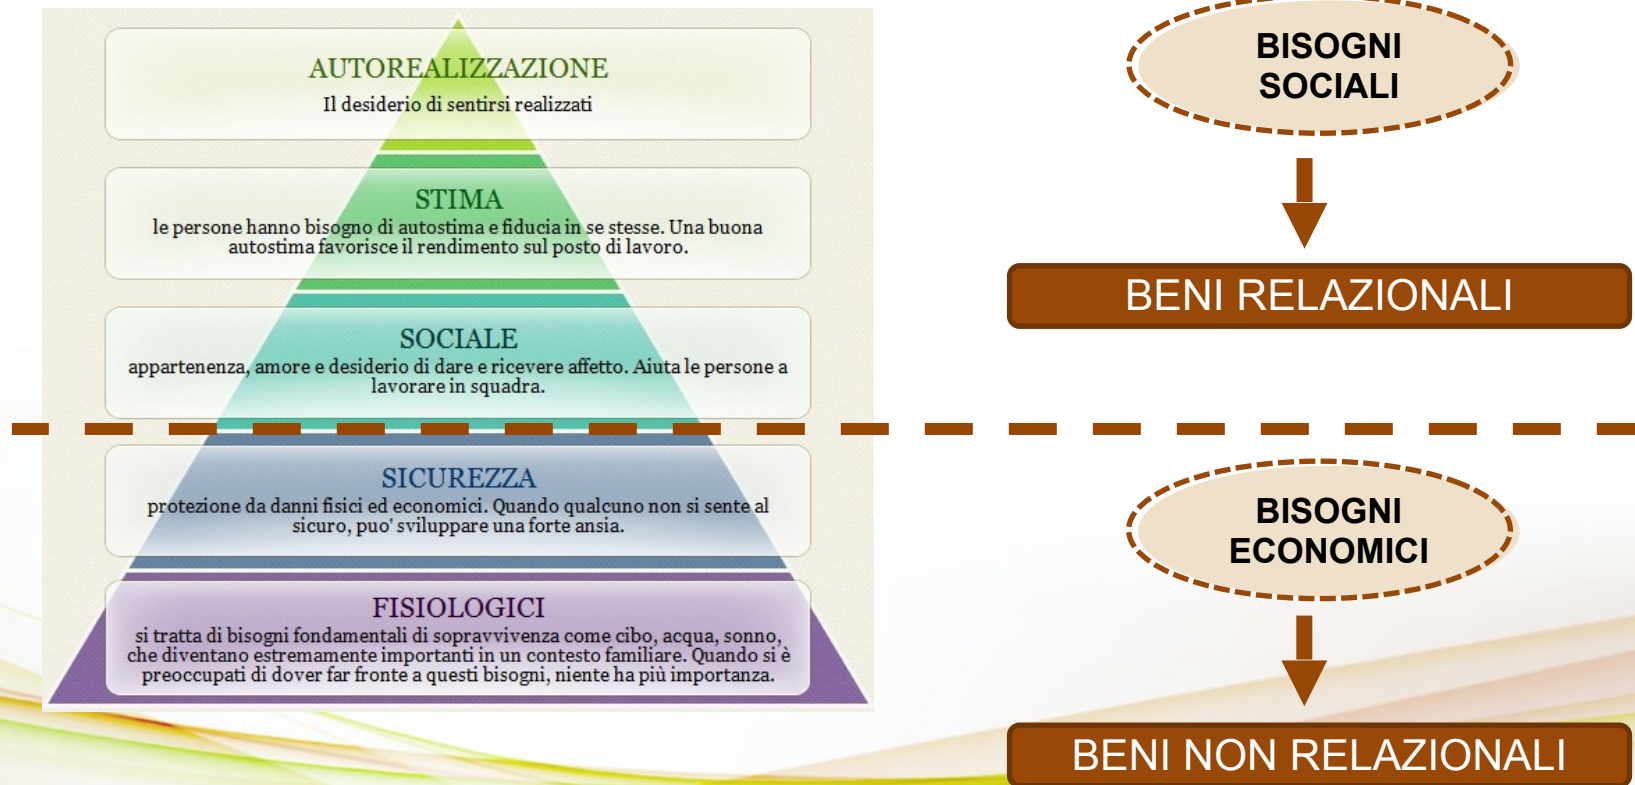 AUTOREALIZZAZIONE
Il desiderio di sentirsi realizzati
STIMA
le persone hanno bisogno di autostima e fiducia in se stesse. Una buona
autostima favorisce il rendimento sul posto di lavoro.
SOCIALE
appartenenza, amore e desiderio di dare e ricevere affetto. Aiuta le persone a
lavorare in squadra.
SICUREZZA
protezione da danni fisici ed economici. Quando qualcuno non si sente al
sicuro, puo' sviluppare una forte ansia.
FISIOLOGICI
si tratta di bisogni fondamentali di sopravvivenza come cibo, acqua, sonno,
che diventano estremamente importanti in un contesto familiare. Quando si è
preoccupati di dover far fronte a questi bisogni, niente ha più importanza.
BISOGNI
SOCIALI
BENI RELAZIONALI
BISOGNI
ECONOMICI
BENI NON RELAZIONALI